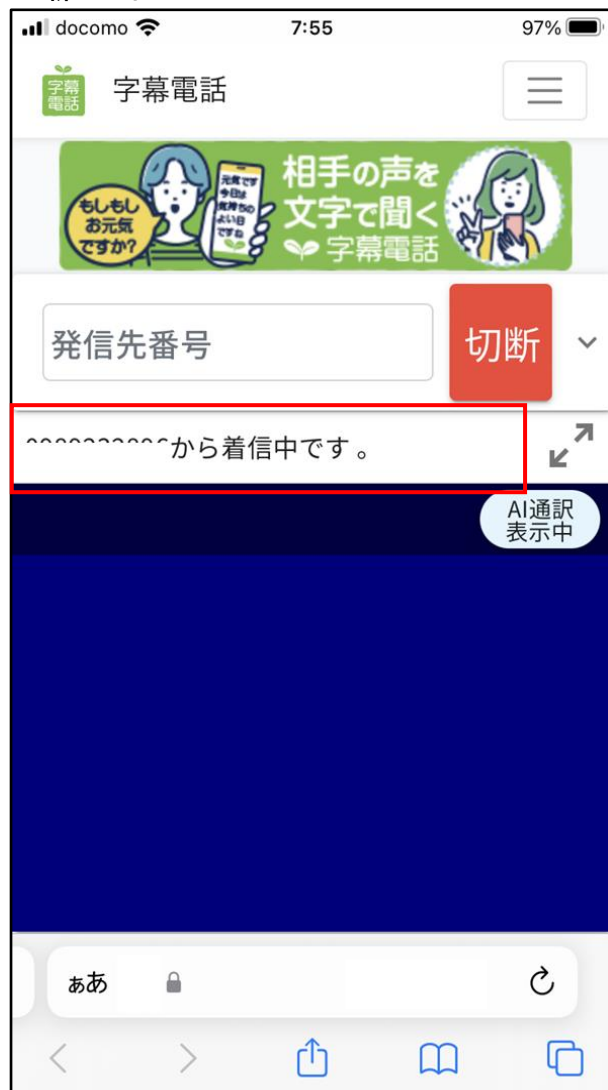 docomo 7:55 97%
字幕電話 字幕電話
もしもし
お元気
ですか?
元気です
今日は
気持ちの
よい日
ですね
相手の声を
文字で聞く
字幕電話
発信先番号 切断
から着信中です。
AI通訳
表示中
ぁあ